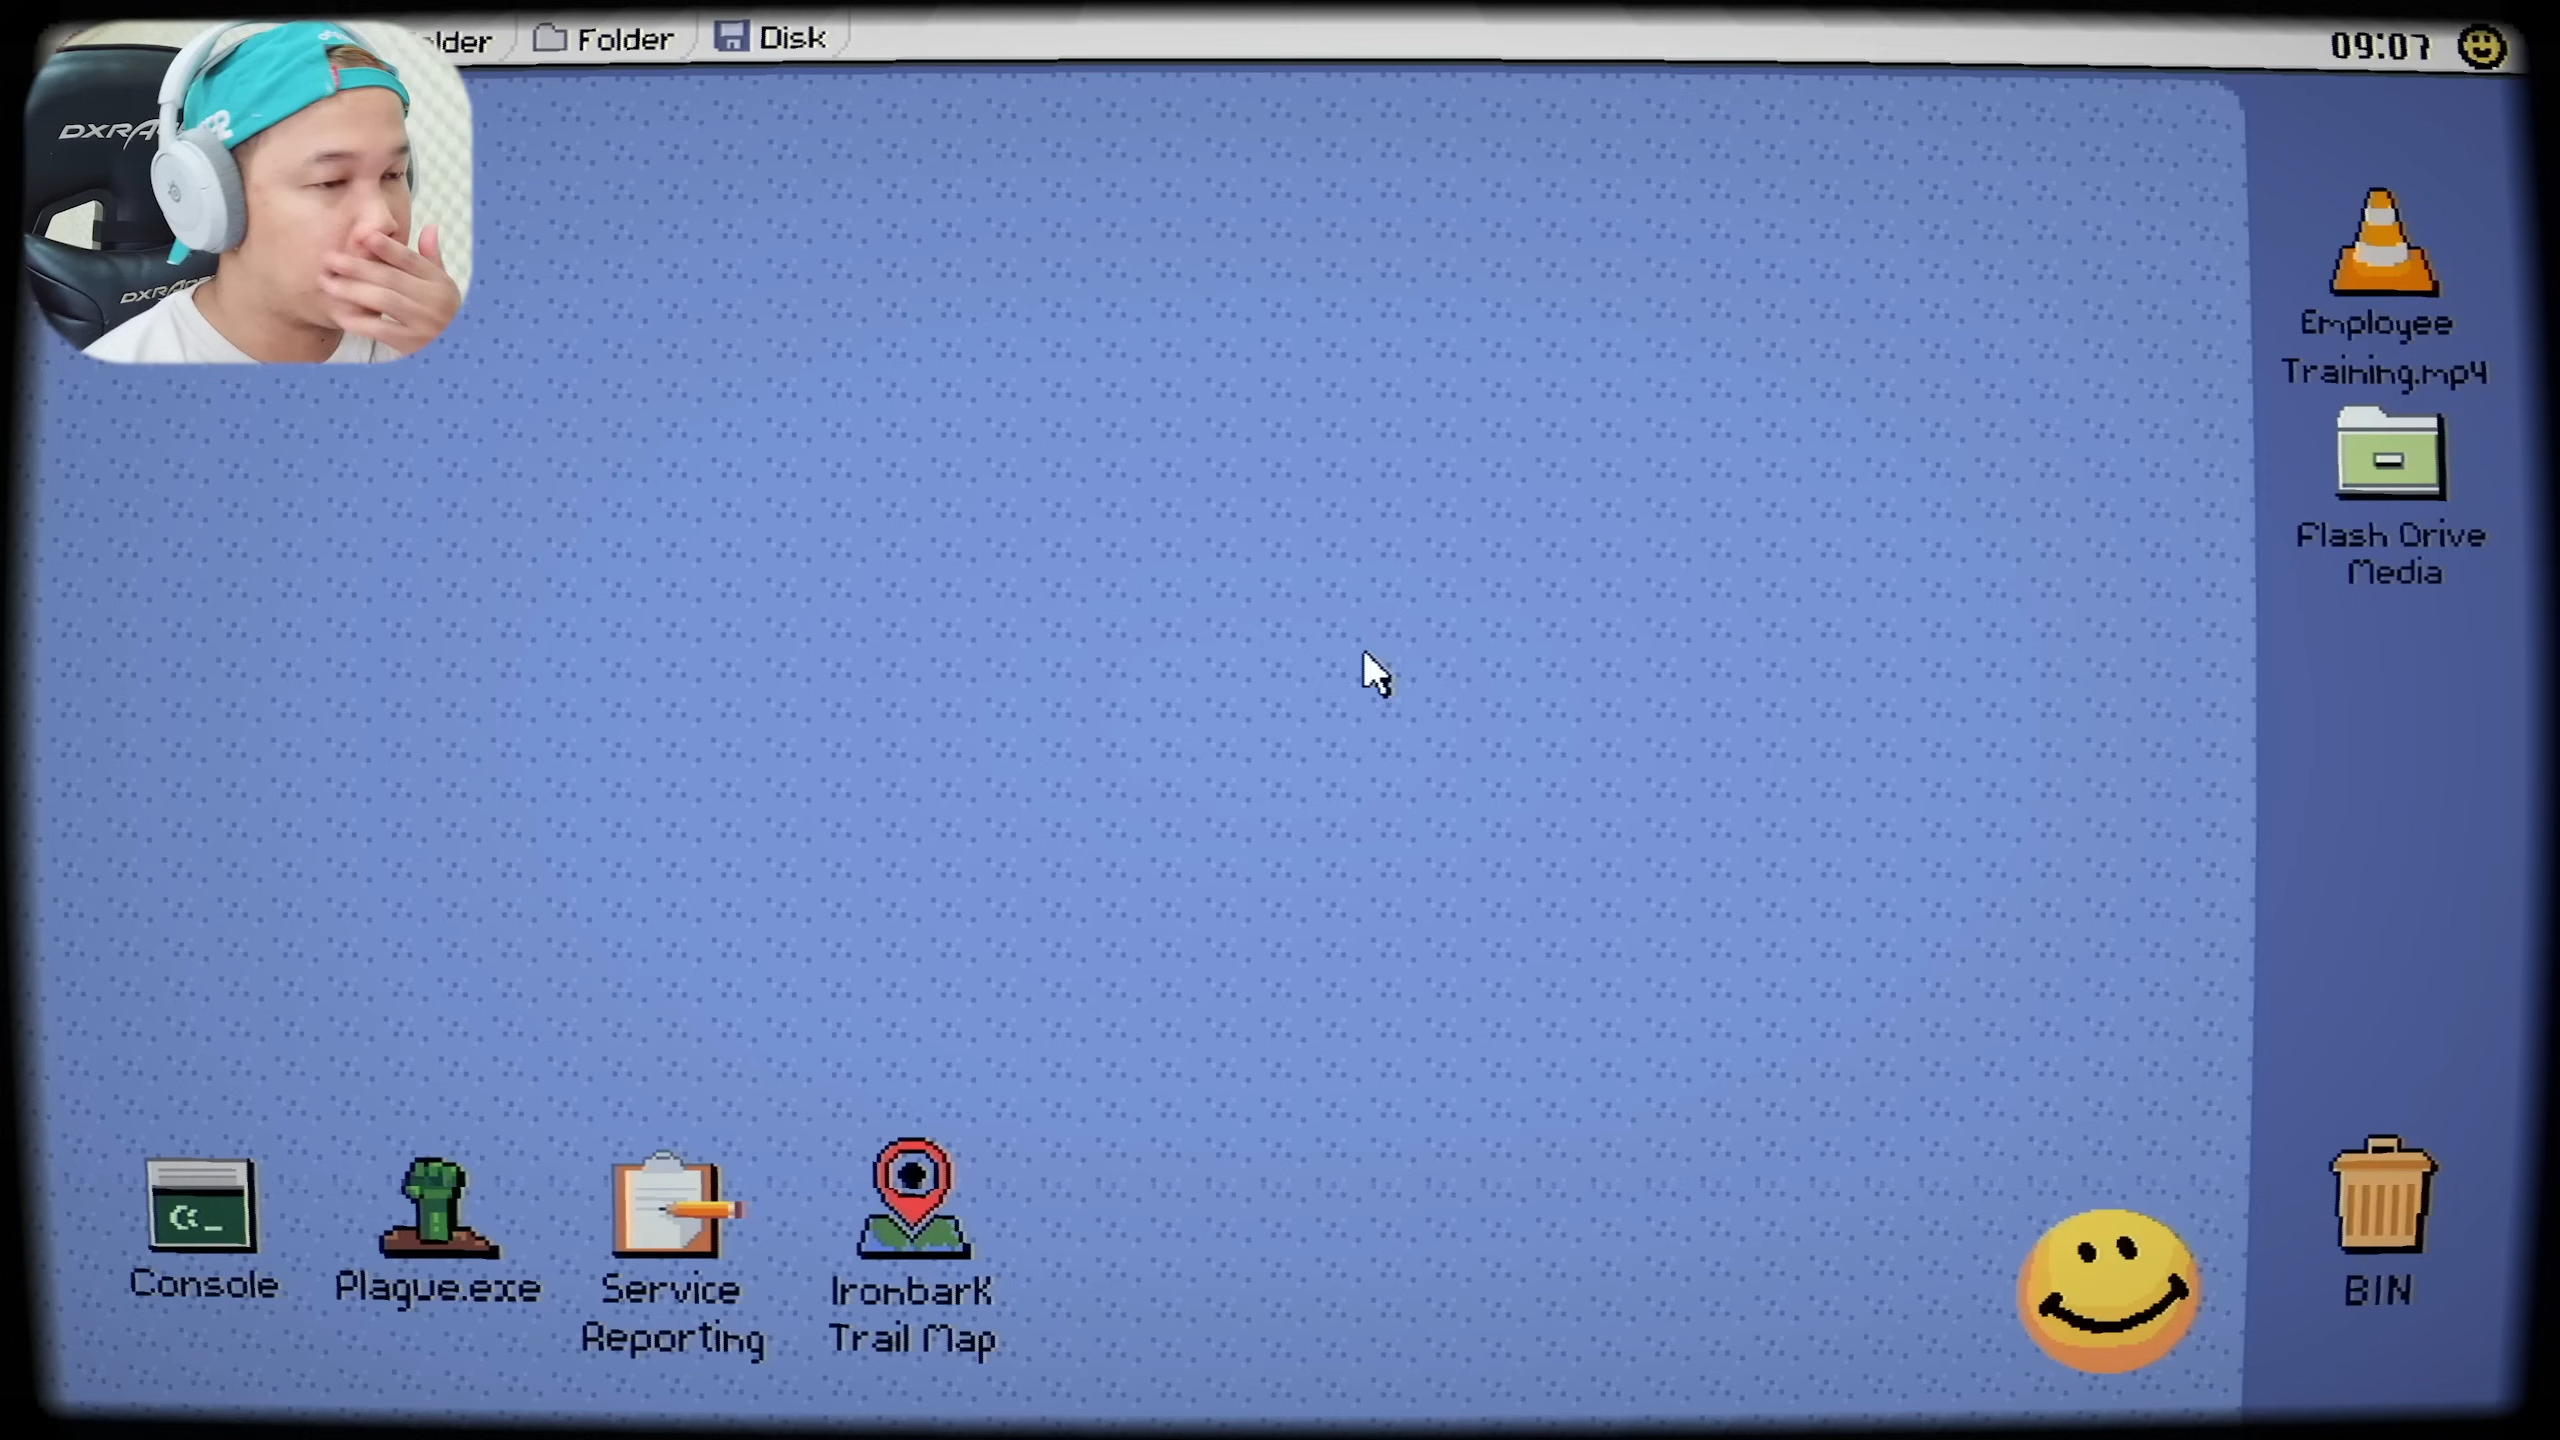 Folder
Disk
09:07
Employee
Training.mp4
Flash Drive
Media
Console
Plague.exe
Service
Reporting
Ironbark
Trail Map
BIN